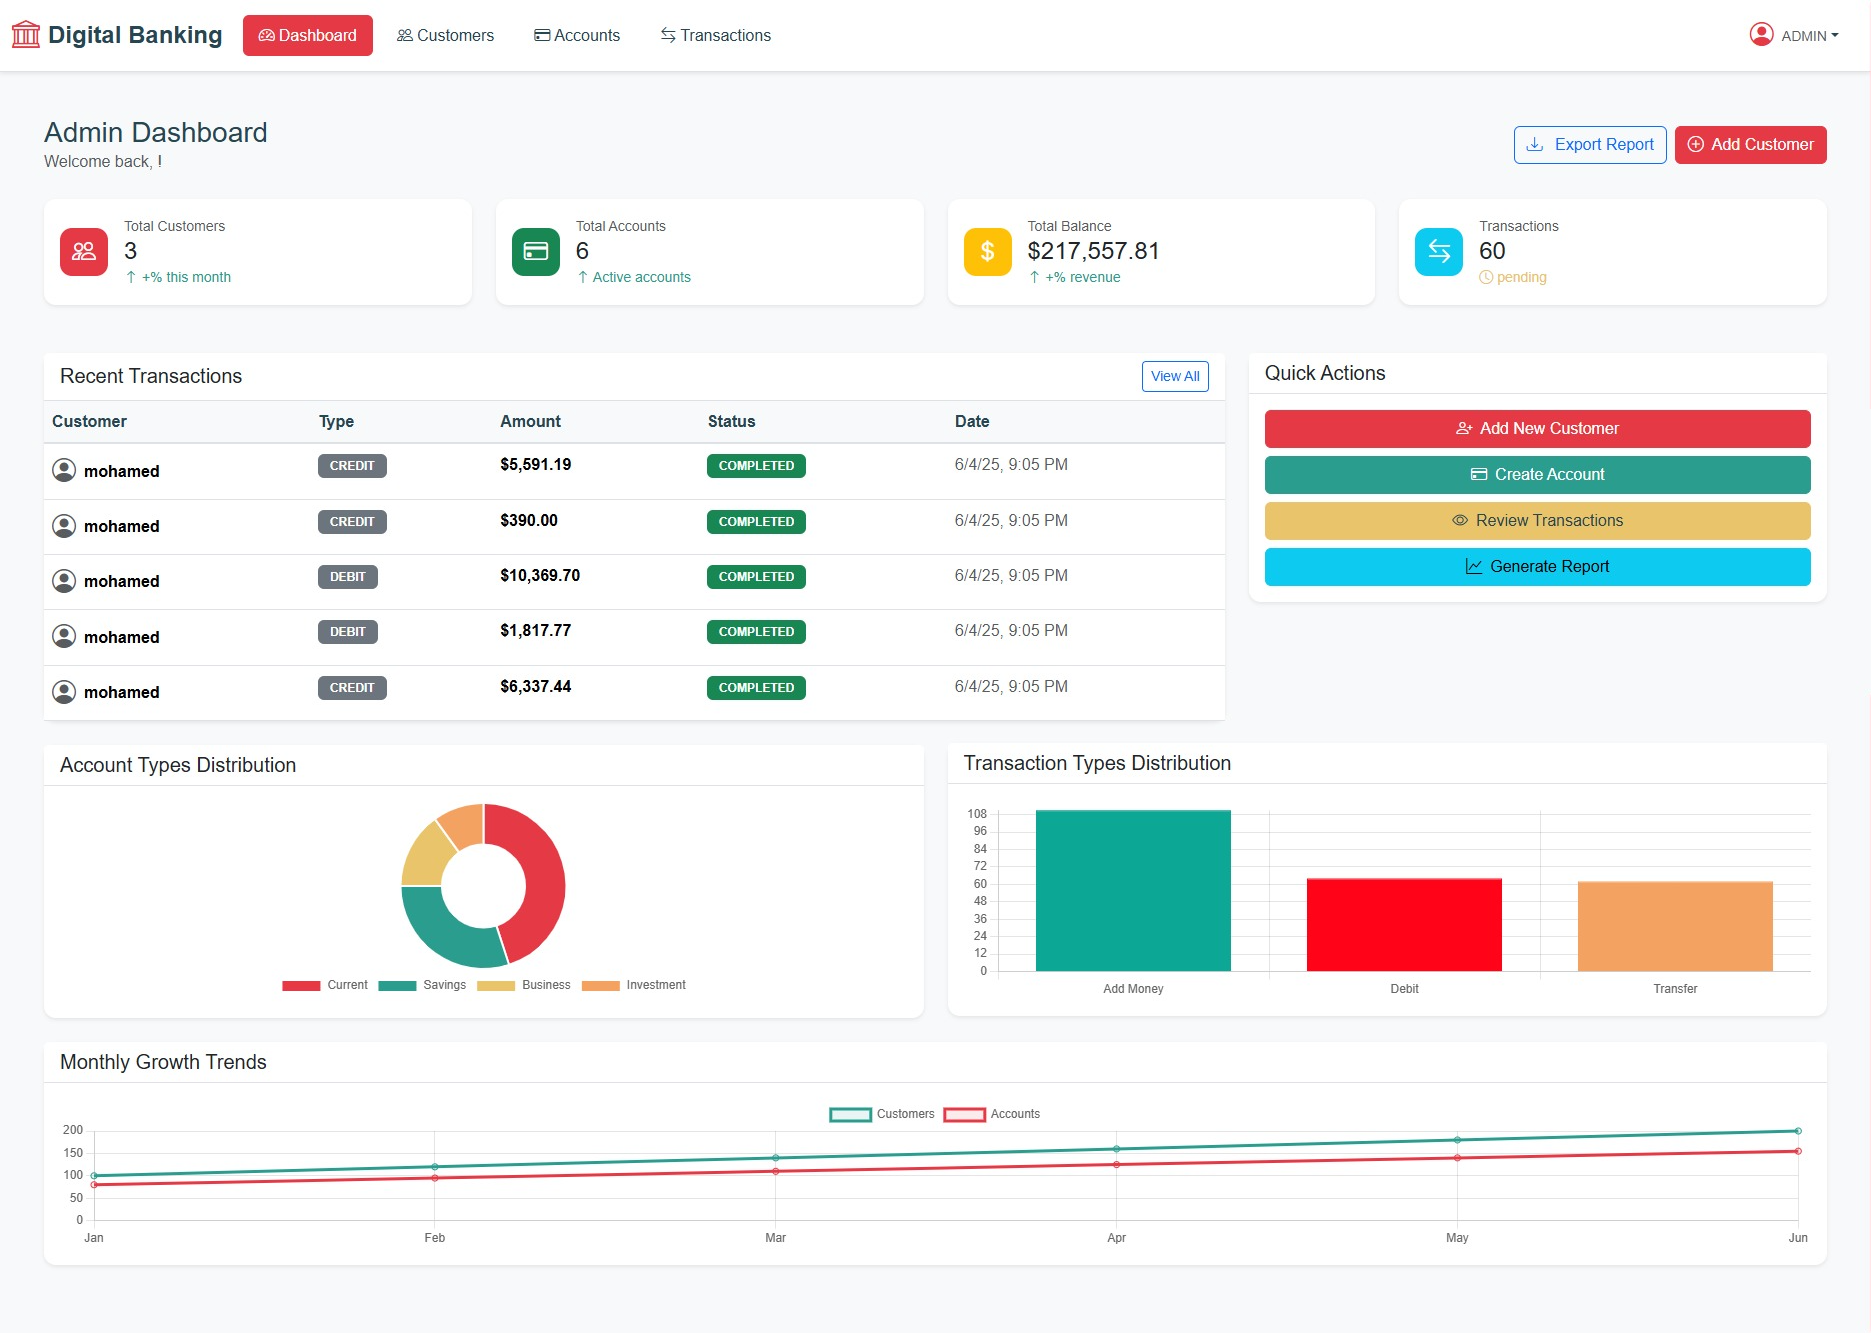 Digital Banking Dashboard Customers Accounts Transactions ADMIN
Admin Dashboard
Welcome back, !
Export Report Add Customer
Total Customers
3
↑ +% this month
Total Accounts
6
↑ Active accounts
Total Balance
$217,557.81
↑ +% revenue
Transactions
60
pending
Recent Transactions View All
Customer Type Amount Status Date
mohamed CREDIT $5,591.19 COMPLETED 6/4/25, 9:05 PM
mohamed CREDIT $390.00 COMPLETED 6/4/25, 9:05 PM
mohamed DEBIT $10,369.70 COMPLETED 6/4/25, 9:05 PM
mohamed DEBIT $1,817.77 COMPLETED 6/4/25, 9:05 PM
mohamed CREDIT $6,337.44 COMPLETED 6/4/25, 9:05 PM
Quick Actions
Add New Customer
Create Account
Review Transactions
Generate Report
Account Types Distribution
Current Savings Business Investment
Transaction Types Distribution
108
96
84
72
60
48
36
24
12
0
Add Money Debit Transfer
Monthly Growth Trends
Customers Accounts
200
150
100
50
0
Jan Feb Mar Apr May Jun